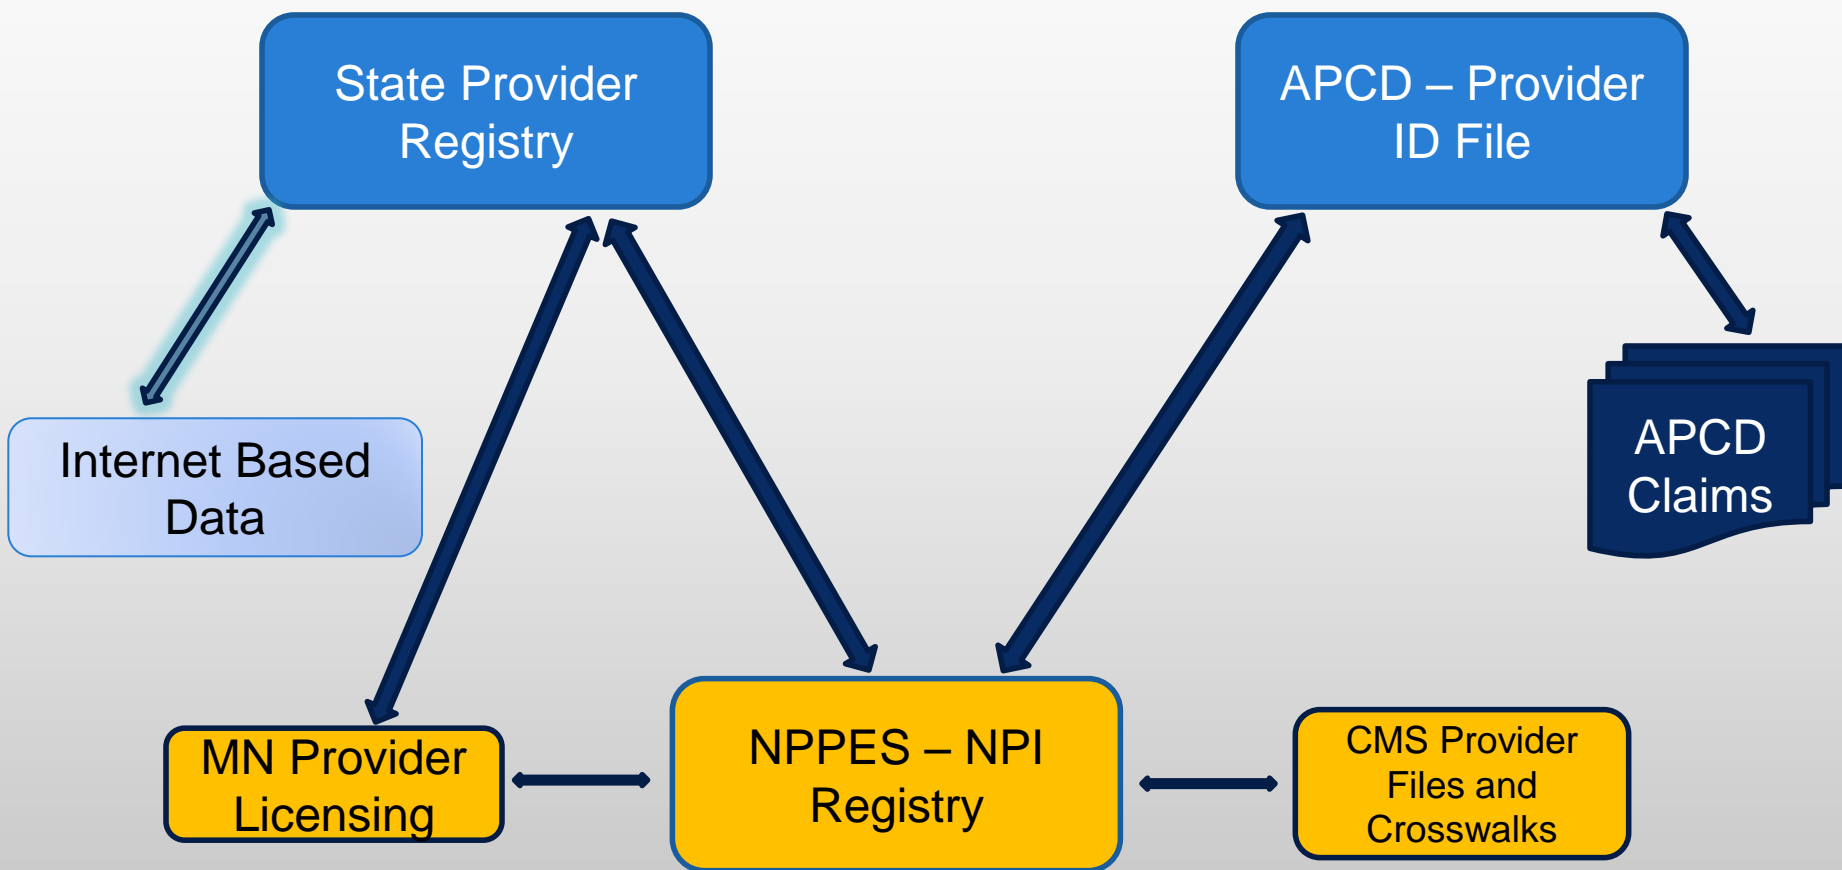 State Provider
Registry
APCD – Provider
ID File
Internet Based
Data
APCD
Claims
MN Provider
Licensing
NPPES – NPI
Registry
CMS Provider
Files and
Crosswalks